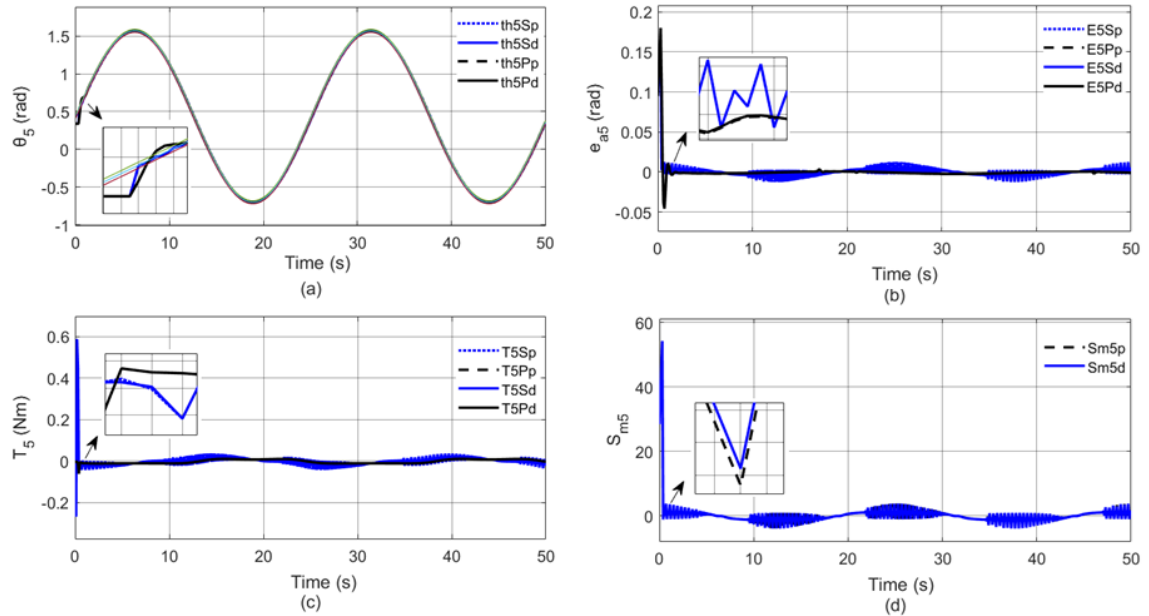 θ5 (rad)
1.5
1
0.5
0
-0.5
-1
0 10 20 30 40 50
Time (s)
(a)
th5Sp
th5Sd
th5Pp
th5Pd
ea5 (rad)
0.2
0.15
0.1
0.05
0
-0.05
0 10 20 30 40 50
Time (s)
(b)
E5Sp
E5Pp
E5Sd
E5Pd
T5 (Nm)
0.6
0.4
0.2
0
-0.2
0 10 20 30 40 50
Time (s)
(c)
T5Sp
T5Pp
T5Sd
T5Pd
Sm5
60
40
20
0
0 10 20 30 40 50
Time (s)
(d)
Sm5p
Sm5d